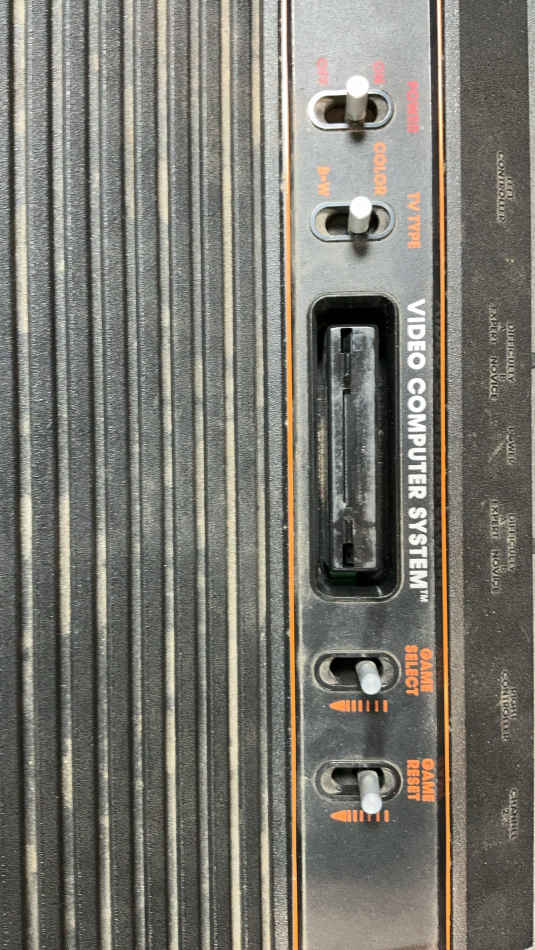 LEFT
CONTROLLER
DIFFICULTY
B A
EXPERT NOVICE
POWER
DIFFICULTY
B A
EXPERT NOVICE
RIGHT
CONTROLLER
CHANNEL
POWER
ON
OFF
TV TYPE
COLOR
B-W
VIDEO COMPUTER SYSTEM™
GAME
SELECT
GAME
RESET